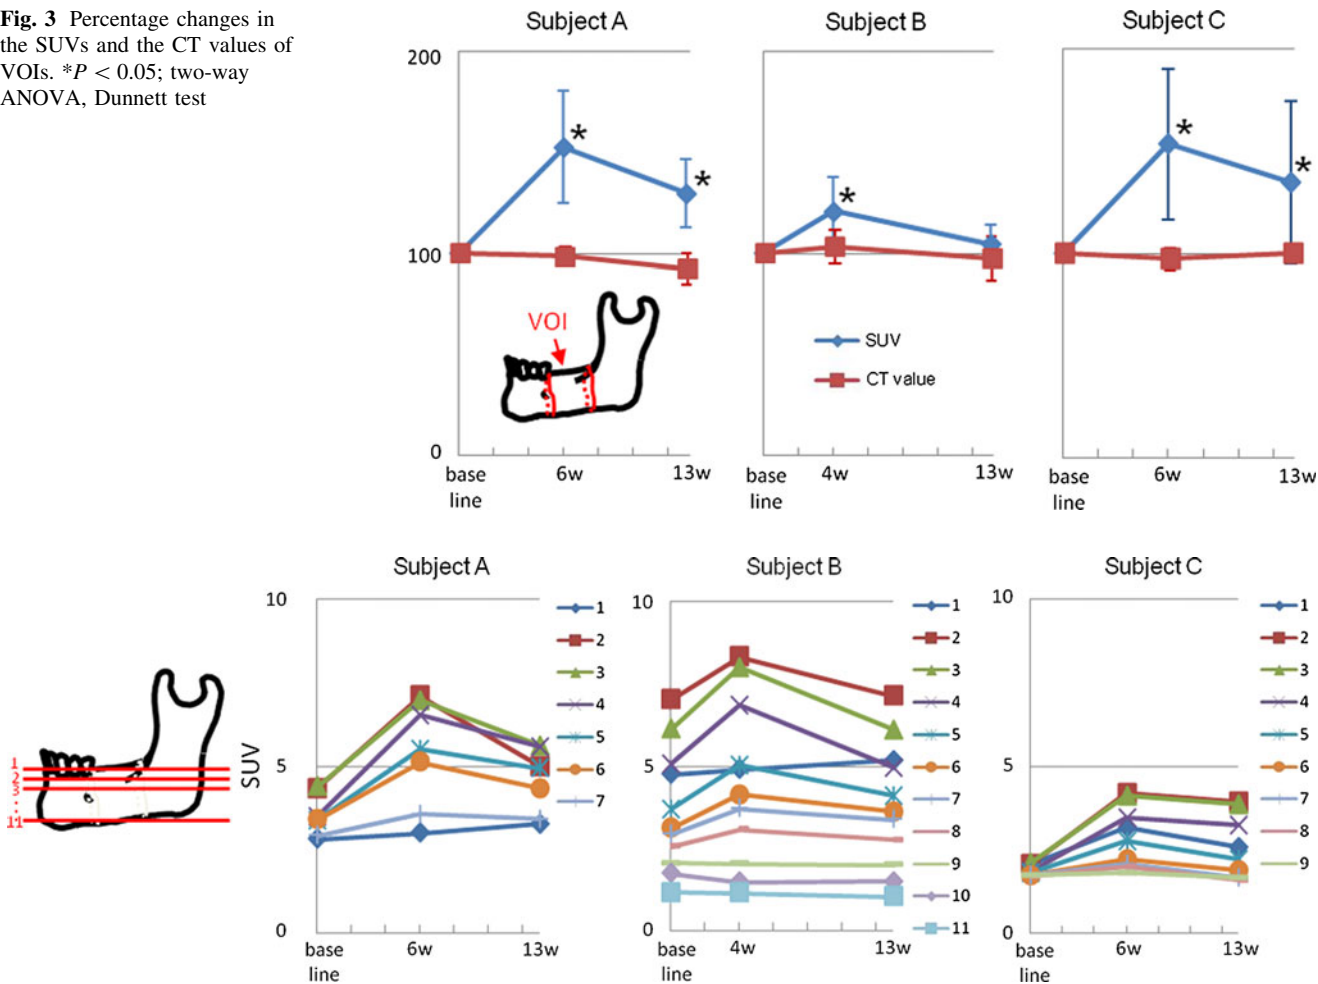 Fig. 3 Percentage changes in
the SUVs and the CT values of
VOIs. *P < 0.05; two-way
ANOVA, Dunnett test
Subject A
Subject B
Subject C
200
100
0
*
*
*
*
*
VOI
SUV
CT value
base
line
6w
13w
base
line
4w
13w
base
line
6w
13w
1
2
3
11
SUV
Subject A
10
5
0
base
line
6w
13w
1
2
3
4
5
6
7
Subject B
10
5
0
base
line
4w
13w
1
2
3
4
5
6
7
8
9
10
11
Subject C
10
5
0
base
line
6w
13w
1
2
3
4
5
6
7
8
9